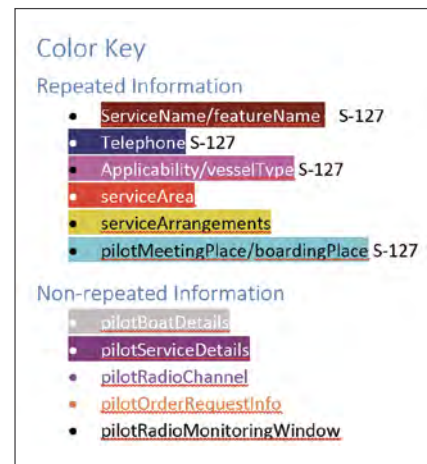 Color Key
Repeated Information
• ServiceName/featureName S-127
• Telephone S-127
• Applicability/vesselType S-127
• serviceArea
• serviceArrangements
• pilotMeetingPlace/boardingPlace S-127
Non-repeated Information
• pilotBoatDetails
• pilotServiceDetails
• pilotRadioChannel
• pilotOrderRequestInfo
• pilotRadioMonitoringWindow